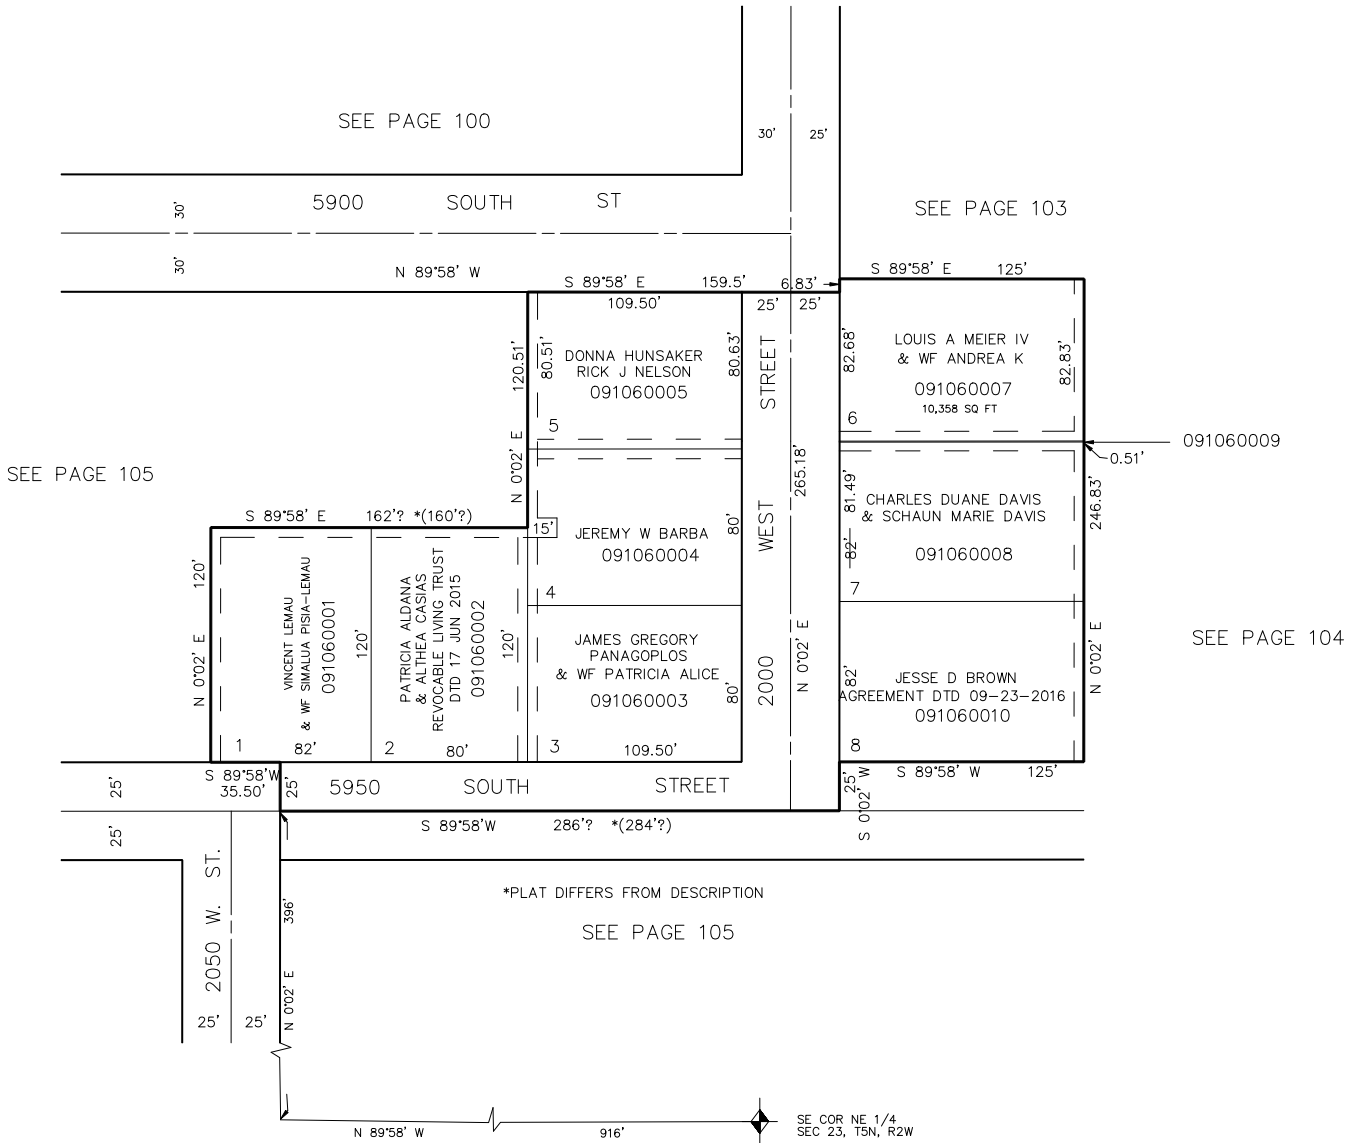 SEE PAGE 100
30' 25'
5900 SOUTH ST
30'
30'
SEE PAGE 103
N 89°58' W
S 89°58' E 159.5' 6.83'
S 89°58' E 125'
109.50'
25' 25'
120.51'
N 0°02' E
80.51'
DONNA HUNSAKER
RICK J NELSON
091060005
80.63'
5
2000 WEST STREET
265.18'
N 0°02' E
82.68'
LOUIS A MEIER IV
& WF ANDREA K
091060007
10,358 SQ FT
82.83'
6
091060009
0.51'
SEE PAGE 105
S 89°58' E 162'? *(160'?)
15'
JEREMY W BARBA
091060004
80'
4
81.49'
82'
CHARLES DUANE DAVIS
& SCHAUN MARIE DAVIS
091060008
7
246.83'
N 0°02' E
120'
N 0°02' E
VINCENT LEMAU
& WF SIMALUA PISIA-LEMAU
091060001
120'
1
82'
PATRICIA ALDANA
& ALTHEA CASIAS
REVOCABLE LIVING TRUST
DTD 17 JUN 2015
091060002
120'
2
80'
JAMES GREGORY
PANAGOPLOS
& WF PATRICIA ALICE
091060003
80'
3
109.50'
82'
JESSE D BROWN
AGREEMENT DTD 09-23-2016
091060010
8
SEE PAGE 104
S 89°58'W
35.50'
25'
25'
25'
5950 SOUTH STREET
25'
S 0°02' W
S 89°58' W 125'
S 89°58'W 286'? *(284'?)
2050 W. ST.
396'
N 0°02' E
25' 25'
*PLAT DIFFERS FROM DESCRIPTION
SEE PAGE 105
N 89°58' W 916'
SE COR NE 1/4
SEC 23, T5N, R2W